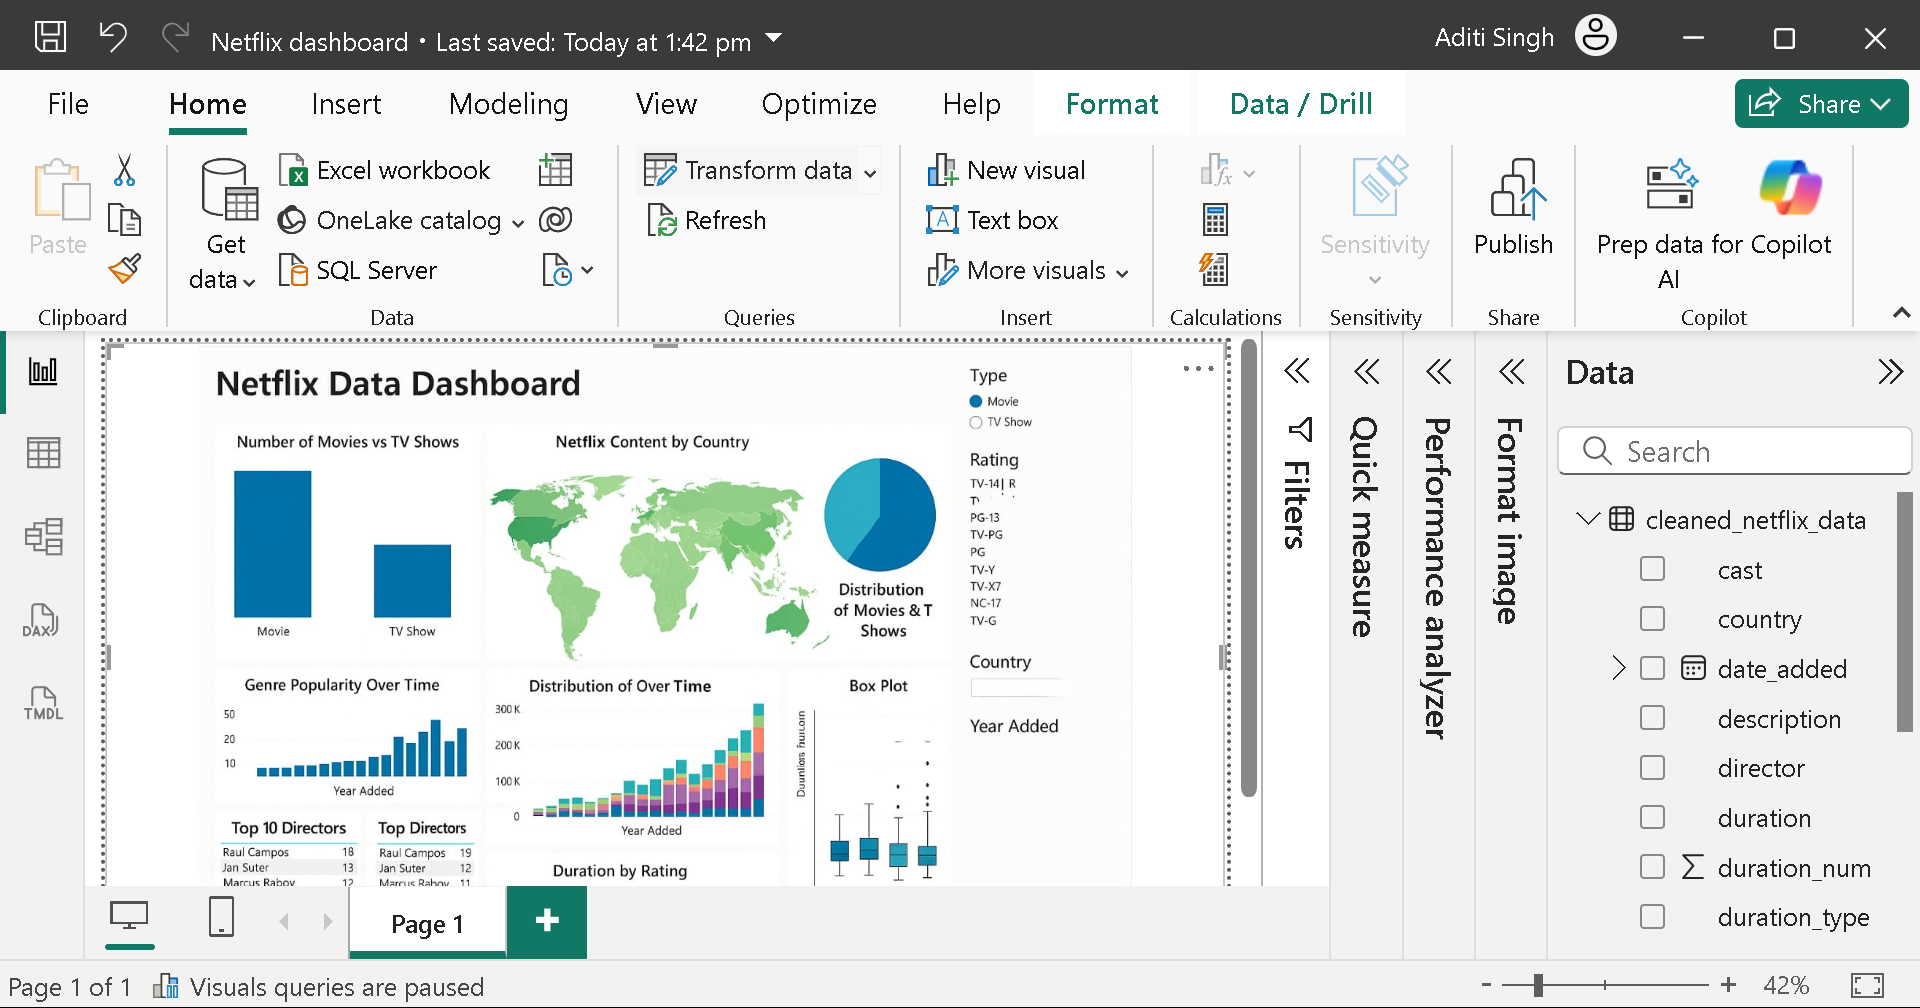 Netflix dashboard • Last saved: Today at 1:42 pm
Aditi Singh
File Home Insert Modeling View Optimize Help Format Data / Drill Share
Paste
Clipboard
Get data
Excel workbook
OneLake catalog
SQL Server
Data
Transform data
Refresh
Queries
New visual
Text box
More visuals
Insert
Calculations
Sensitivity
Sensitivity
Publish
Share
Prep data for AI
Copilot
Copilot
DAX
TMDL
Netflix Data Dashboard
Number of Movies vs TV Shows
Movie
TV Show
Netflix Content by Country
Distribution
of Movies & T
Shows
Type
Movie
TV Show
Rating
TV-14| R
PG-13
TV-PG
PG
TV-Y
TV-X7
NC-17
TV-G
Country
Year Added
Genre Popularity Over Time
50
20
10
Year Added
Distribution of Over Time
300 K
200 K
100 K
0
Year Added
Box Plot
Top 10 Directors
Raul Campos 18
Jan Suter 13
Marcus Raboy 12
Top Directors
Raul Campos 19
Jan Suter 12
Marcus Raboy 11
Duration by Rating
Filters
Quick measure
Performance analyzer
Format image
Data
Search
cleaned_netflix_data
cast
country
date_added
description
director
duration
duration_num
duration_type
Page 1
Page 1 of 1
Visuals queries are paused
42%